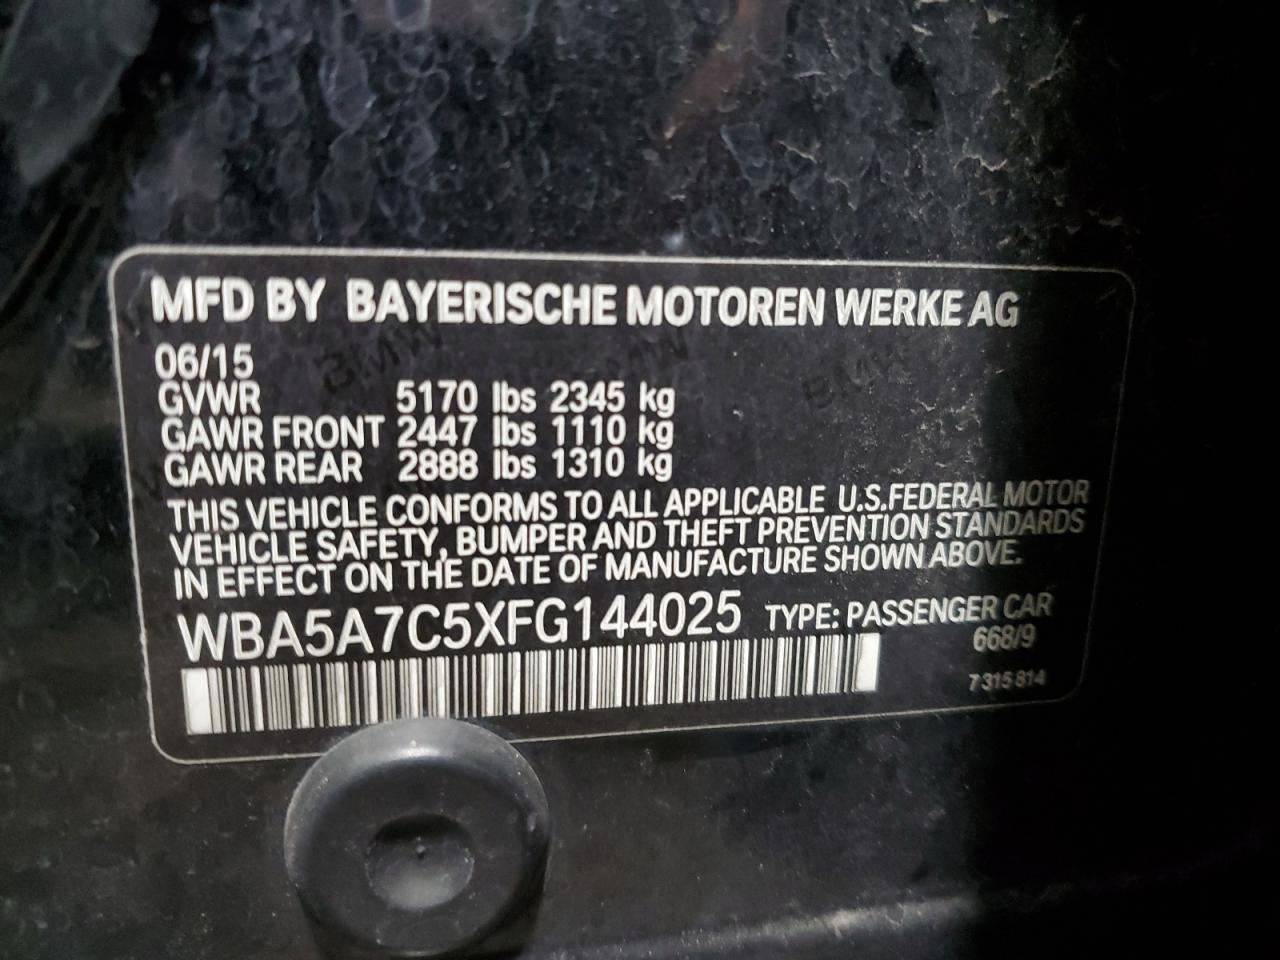 MFD BY BAYERISCHE MOTOREN WERKE AG
06/15
GVWR 5170 lbs 2345 kg
GAWR FRONT 2447 lbs 1110 kg
GAWR REAR 2888 lbs 1310 kg
THIS VEHICLE CONFORMS TO ALL APPLICABLE U.S.FEDERAL MOTOR
VEHICLE SAFETY, BUMPER AND THEFT PREVENTION STANDARDS
IN EFFECT ON THE DATE OF MANUFACTURE SHOWN ABOVE.
WBA5A7C5XFG144025 TYPE: PASSENGER CAR
668/9
7 315 814
BMW
BMW
BMW